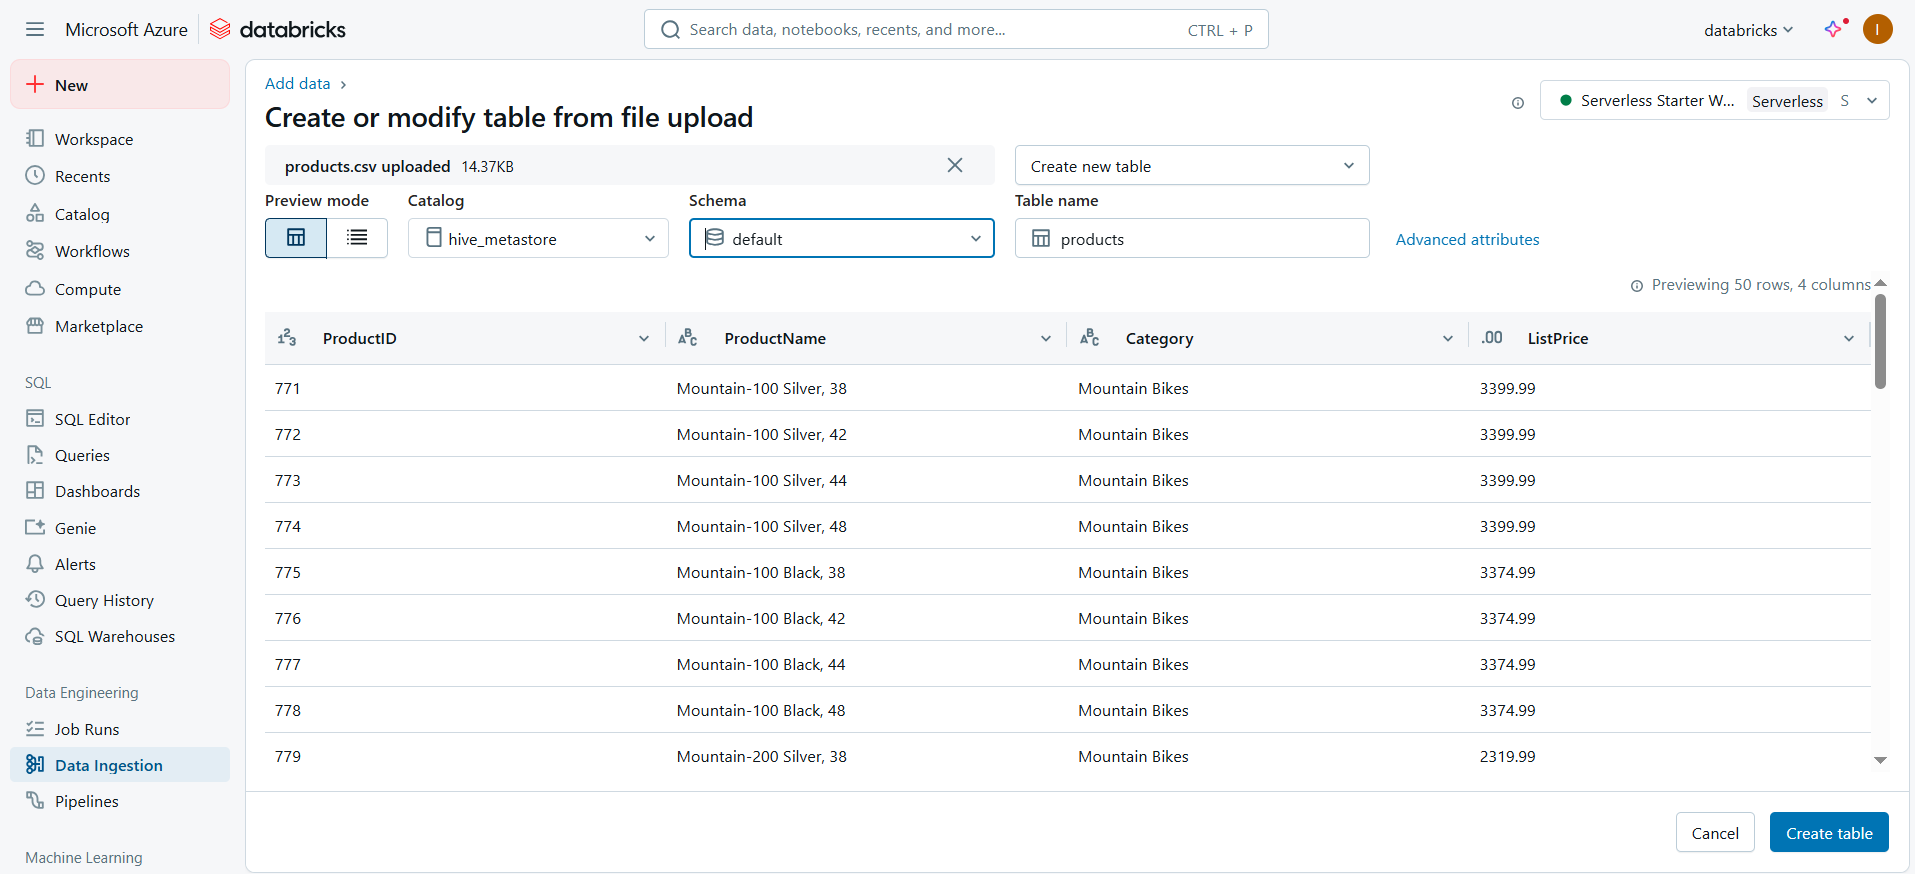 Microsoft Azure databricks
Search data, notebooks, recents, and more... CTRL + P
databricks
I
New
Workspace
Recents
Catalog
Workflows
Compute
Marketplace
SQL
SQL Editor
Queries
Dashboards
Genie
Alerts
Query History
SQL Warehouses
Data Engineering
Job Runs
Data Ingestion
Pipelines
Machine Learning
Add data ›
Create or modify table from file upload
Serverless Starter W... Serverless S
products.csv uploaded 14.37KB
Create new table
Preview mode Catalog Schema Table name
hive_metastore default products Advanced attributes
Previewing 50 rows, 4 columns
ProductID ProductName Category .00 ListPrice
771 Mountain-100 Silver, 38 Mountain Bikes 3399.99
772 Mountain-100 Silver, 42 Mountain Bikes 3399.99
773 Mountain-100 Silver, 44 Mountain Bikes 3399.99
774 Mountain-100 Silver, 48 Mountain Bikes 3399.99
775 Mountain-100 Black, 38 Mountain Bikes 3374.99
776 Mountain-100 Black, 42 Mountain Bikes 3374.99
777 Mountain-100 Black, 44 Mountain Bikes 3374.99
778 Mountain-100 Black, 48 Mountain Bikes 3374.99
779 Mountain-200 Silver, 38 Mountain Bikes 2319.99
Cancel Create table